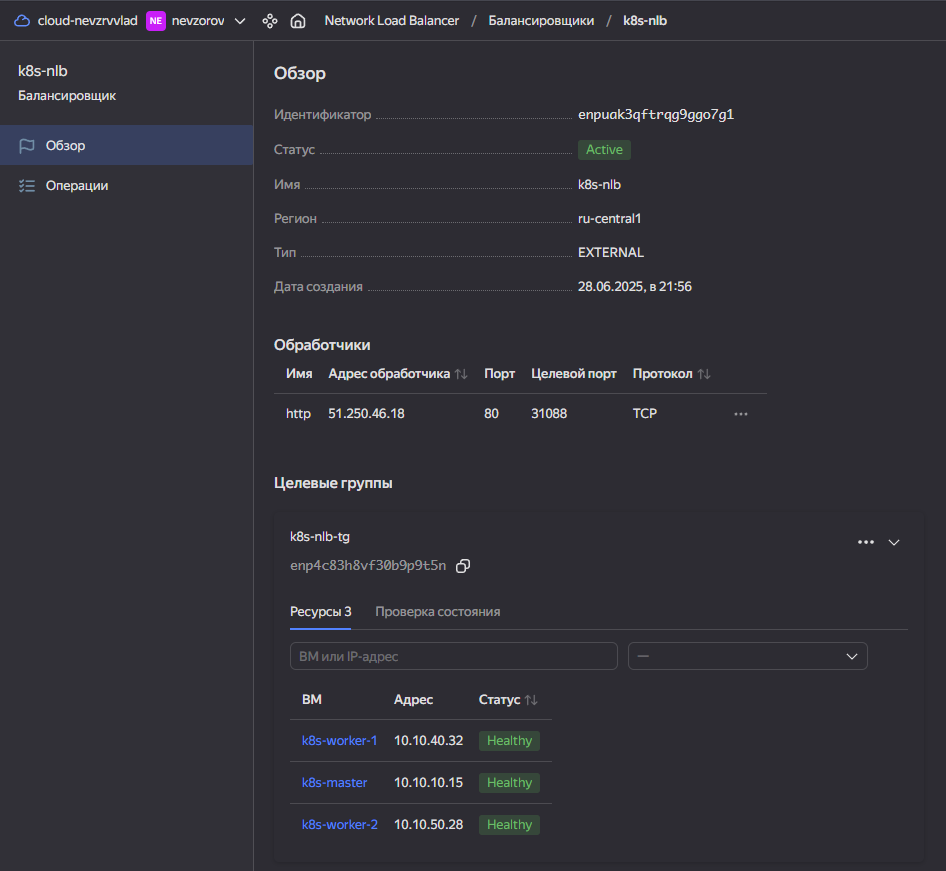 cloud-nevzrvvlad NE nevzorov Network Load Balancer / Балансировщики / k8s-nlb
k8s-nlb
Балансировщик
Обзор
Операции
Обзор
Идентификатор enpuak3qftrqg9ggo7g1
Статус Active
Имя k8s-nlb
Регион ru-central1
Тип EXTERNAL
Дата создания 28.06.2025, в 21:56
Обработчики
Имя Адрес обработчика Порт Целевой порт Протокол
http 51.250.46.18 80 31088 TCP
Целевые группы
k8s-nlb-tg
enp4c83h8vf30b9p9t5n
Ресурсы 3 Проверка состояния
ВМ или IP-адрес —
ВМ Адрес Статус
k8s-worker-1 10.10.40.32 Healthy
k8s-master 10.10.10.15 Healthy
k8s-worker-2 10.10.50.28 Healthy